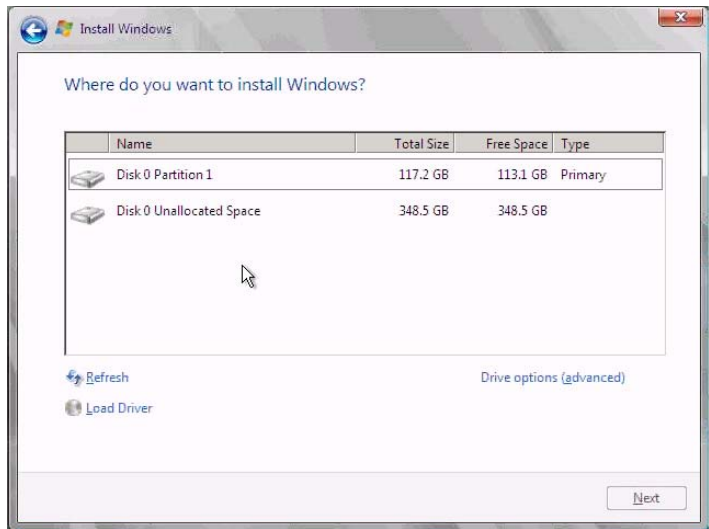 Install Windows
Where do you want to install Windows?
Name Total Size Free Space Type
Disk 0 Partition 1 117.2 GB 113.1 GB Primary
Disk 0 Unallocated Space 348.5 GB 348.5 GB
Refresh Drive options (advanced)
Load Driver
Next